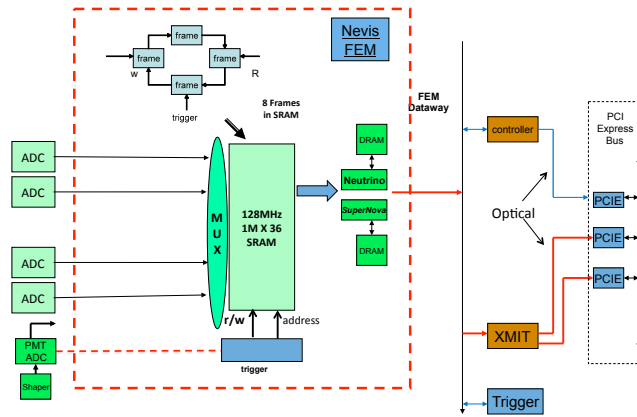 Nevis
FEM
frame
frame
frame
frame
w
R
trigger
8 Frames
in SRAM
FEM
Dataway
PCI
Express
Bus
controller
DRAM
Neutrino
SuperNova
DRAM
ADC
ADC
ADC
ADC
M
U
X
128MHz
1M X 36
SRAM
Optical
PCIE
PCIE
PCIE
r/w
address
trigger
PMT
ADC
Shaper
XMIT
Trigger